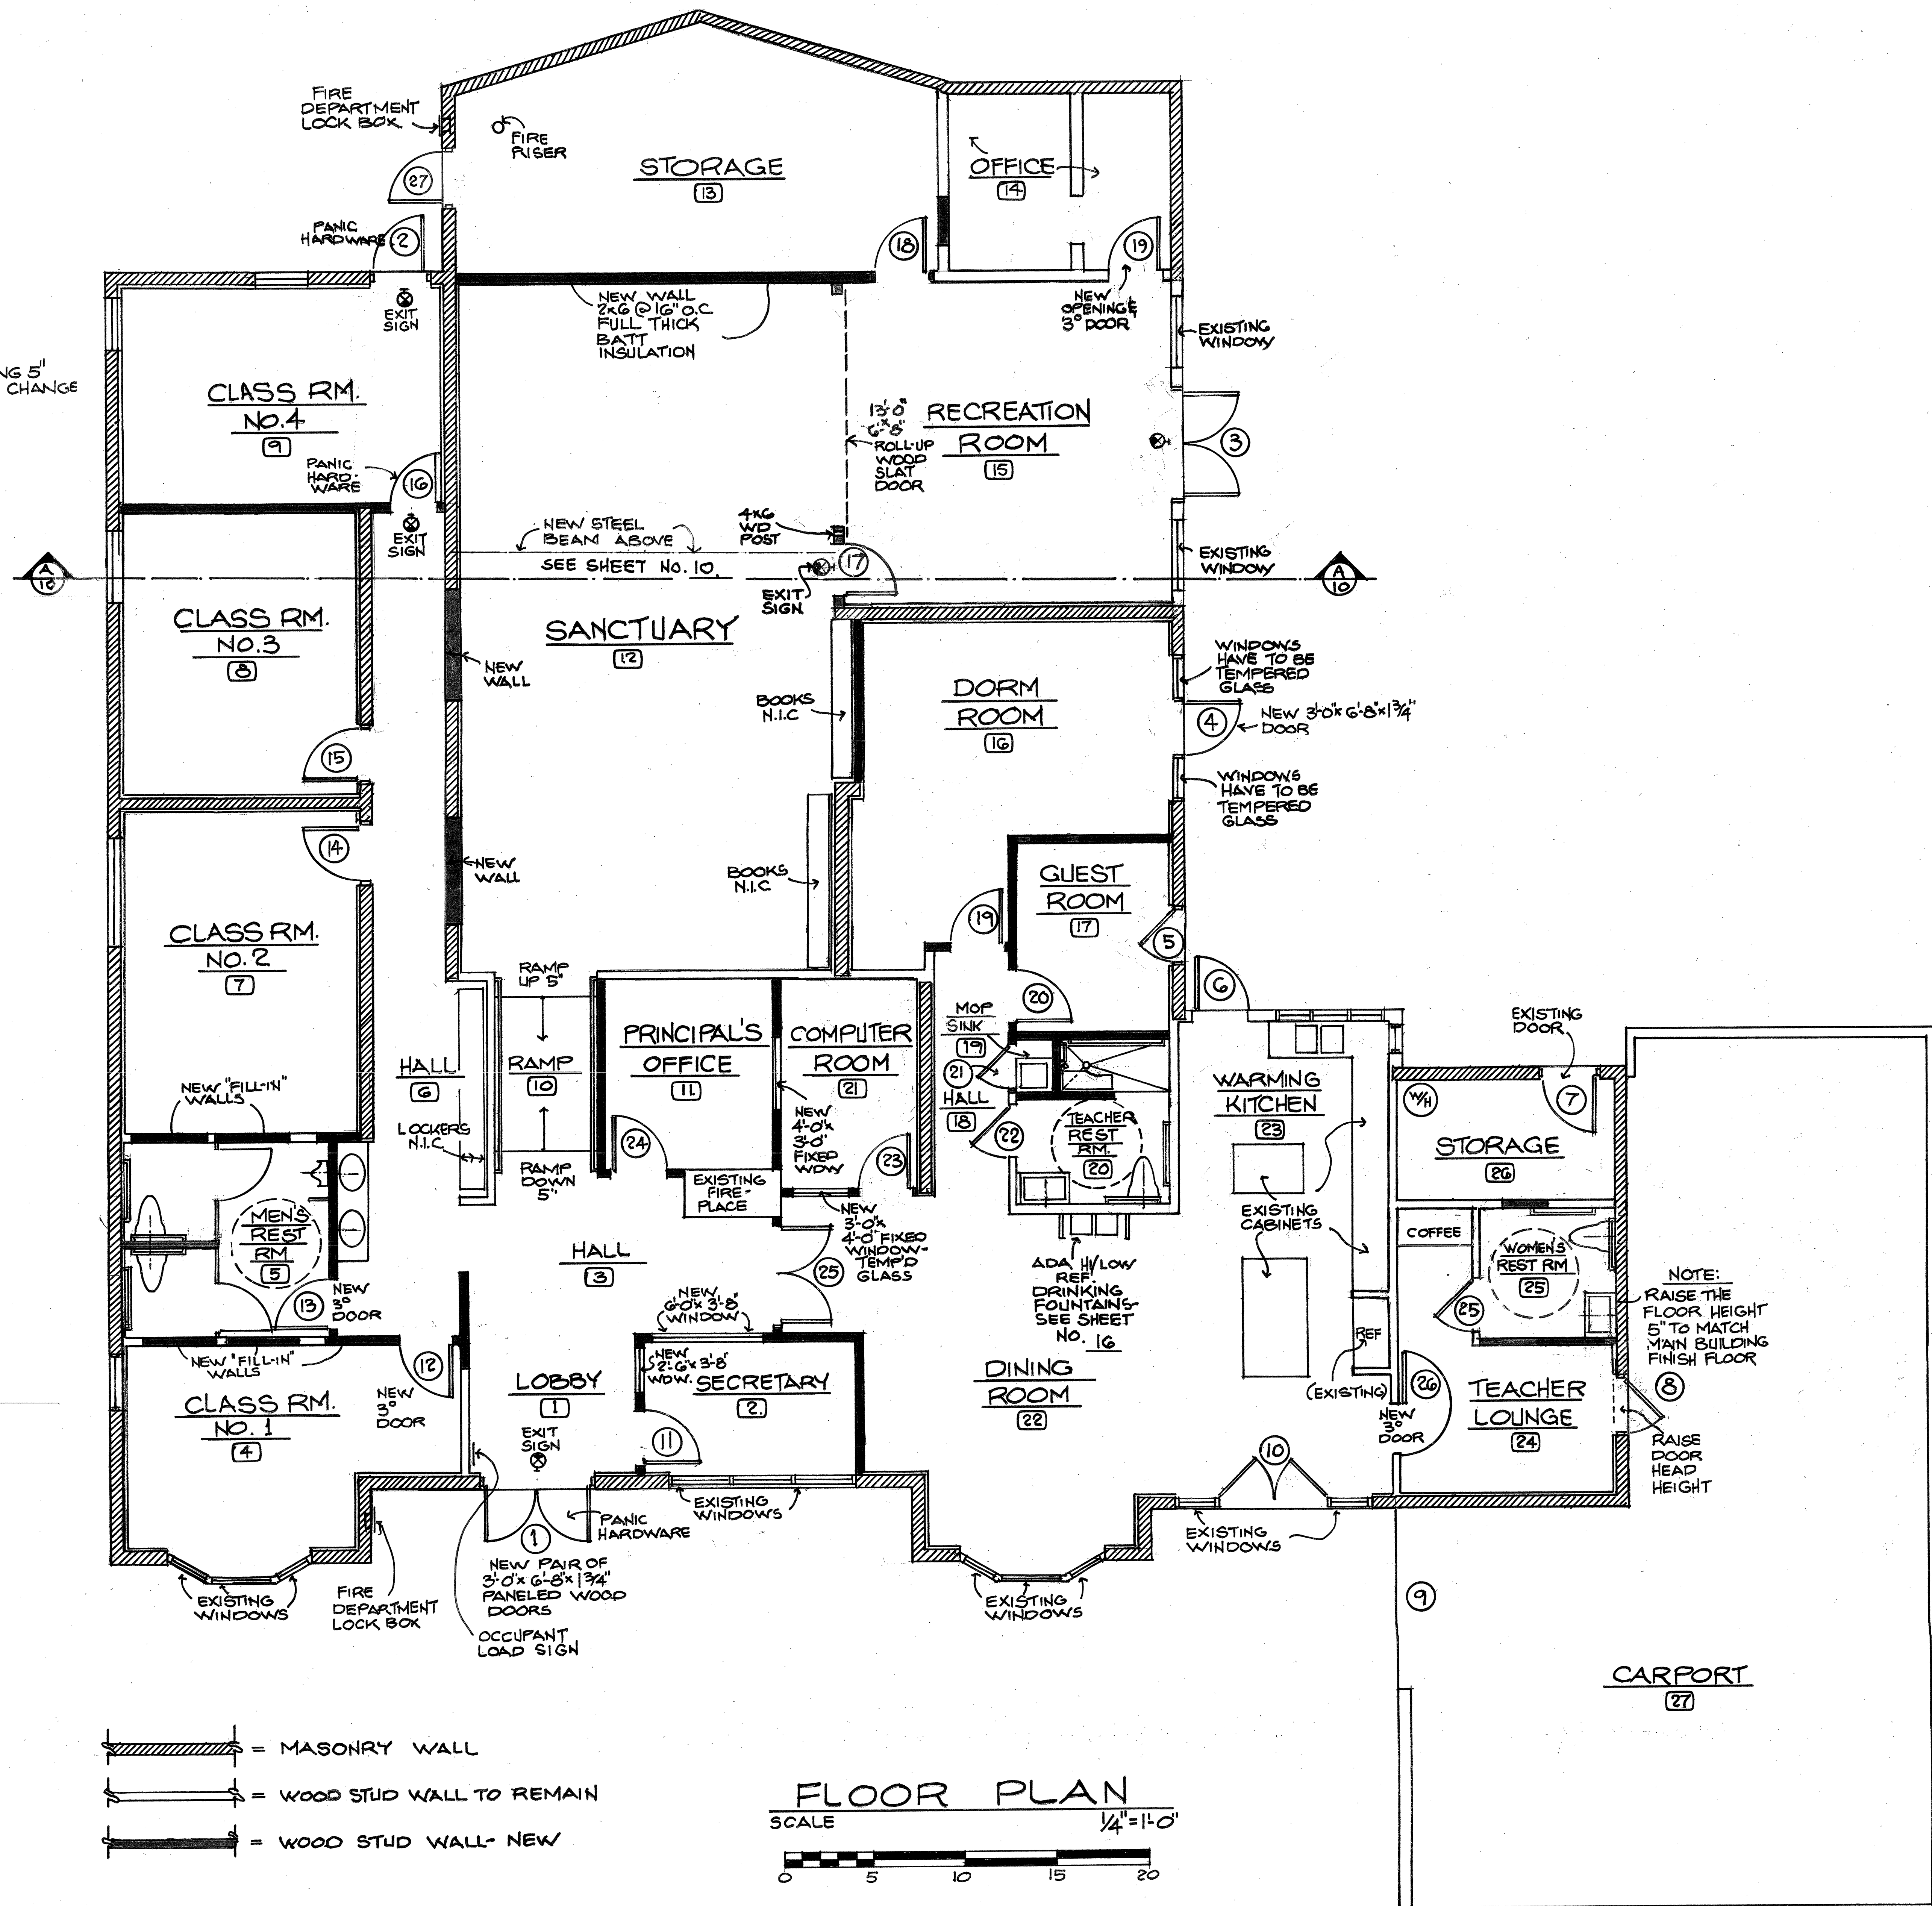 FIRE
DEPARTMENT
LOCK BOX.
FIRE
RISER
STORAGE
13
OFFICE
14
27
PANIC
HARDWARE
2
18
19
EXIT
SIGN
NEW WALL
2x6 @ 16" O.C.
FULL THICK
BATT
INSULATION
NEW
OPENING &
3° DOOR
EXISTING
WINDOW
NG 5"
CHANGE
CLASS RM.
NO.4
9
PANIC
HARD-
WARE
16
EXIT
SIGN
13'-0"
x
6'-8"
ROLL-UP
WOOD
SLAT
DOOR
RECREATION
ROOM
15
3
4x6
WD
POST
NEW STEEL
BEAM ABOVE
SEE SHEET No. 10.
17
EXIT
SIGN
EXISTING
WINDOW
A
10
A
10
CLASS RM.
NO.3
8
SANCTUARY
12
NEW
WALL
15
BOOKS
N.I.C
DORM
ROOM
16
WINDOWS
HAVE TO BE
TEMPERED
GLASS
4
NEW 3'-0"x 6'-8"x 1 3/4"
DOOR
WINDOWS
HAVE TO BE
TEMPERED
GLASS
14
NEW
WALL
BOOKS
N.I.C.
GUEST
ROOM
17
19
5
CLASS RM.
NO. 2
7
RAMP
UP 5"
20
6
MOP
SINK
19
21
HALL
18
HALL
6
RAMP
10
PRINCIPAL'S
OFFICE
11.
COMPUTER
ROOM
21
NEW "FILL-IN"
WALLS
LOCKERS
N.I.C.
RAMP
DOWN
5"
24
NEW
4'-0"x
3'-0"
FIXED
WDW
23
22
TEACHER
REST
RM.
20
WARMING
KITCHEN
23
EXISTING
DOOR
W/H
7
STORAGE
26
EXISTING
FIRE-
PLACE
MEN'S
REST
RM
5
13
NEW
3°
DOOR
HALL
3
NEW
3'-0"x
4'-0" FIXED
WINDOW-
TEMP'D
GLASS
25
ADA HI/LOW
REF.
DRINKING
FOUNTAINS-
SEE SHEET
NO. 16
EXISTING
CABINETS
COFFEE
WOMEN'S
REST RM
25
25
NOTE:
RAISE THE
FLOOR HEIGHT
5" TO MATCH
MAIN BUILDING
FINISH FLOOR
REF
(EXISTING)
NEW
6'-0"x 3'-8"
WINDOW
NEW "FILL-IN"
WALLS
12
NEW
3°
DOOR
CLASS RM.
NO. 1
4
LOBBY
1
EXIT
SIGN
NEW
2'-6"x 3'-8"
WDW.
SECRETARY
2.
11
DINING
ROOM
22
26
NEW
3°
DOOR
TEACHER
LOUNGE
24
8
RAISE
DOOR
HEAD
HEIGHT
10
EXISTING
WINDOWS
PANIC
HARDWARE
1
NEW PAIR OF
3'-0"x 6'-8"x 1 3/4"
PANELED WOOD
DOORS
EXISTING
WINDOWS
EXISTING
WINDOWS
FIRE
DEPARTMENT
LOCK BOX
OCCUPANT
LOAD SIGN
EXISTING
WINDOWS
9
CARPORT
27
= MASONRY WALL
= WOOD STUD WALL TO REMAIN
= WOOD STUD WALL- NEW
FLOOR PLAN
SCALE 1/4"=1'-0"
0 5 10 15 20